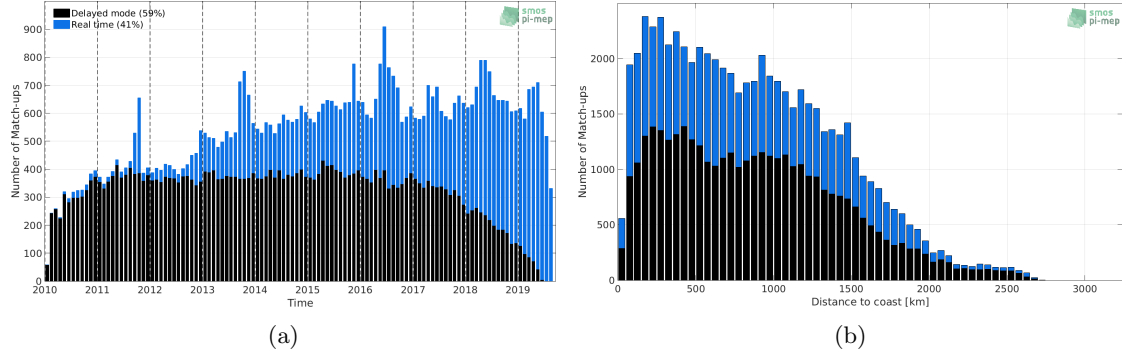 Delayed mode (59%)
Real time (41%)
smos
pi-mep
Number of Match-ups
900
800
700
600
500
400
300
200
100
0
2010 2011 2012 2013 2014 2015 2016 2017 2018 2019
Time
(a)
smos
pi-mep
Number of Match-ups
2000
1500
1000
500
0
0 500 1000 1500 2000 2500 3000
Distance to coast [km]
(b)